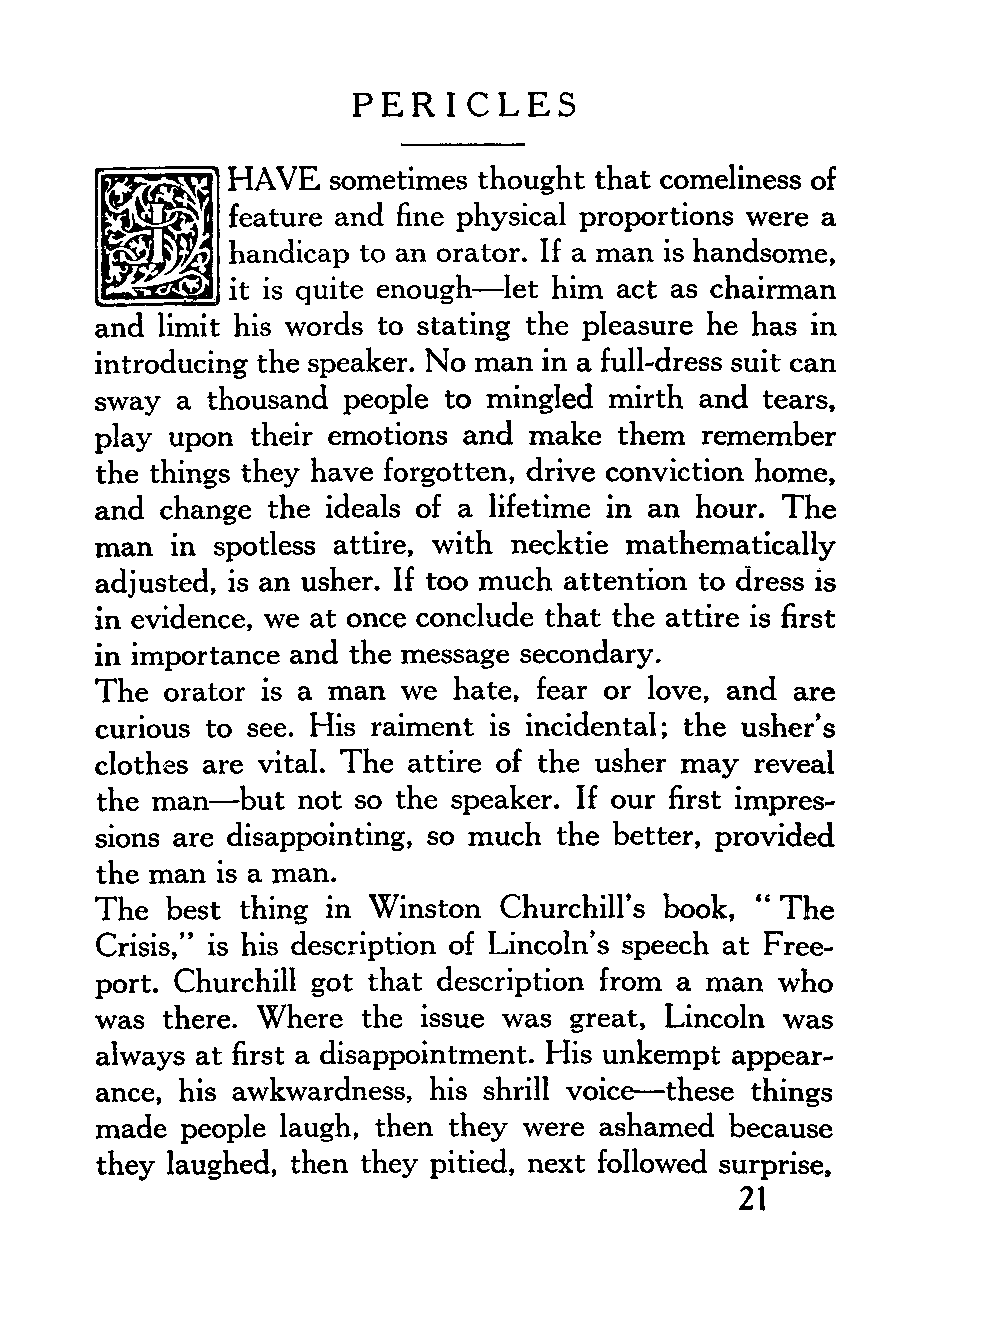 PERICLES
I HAVE sometimes thought that comeliness of
feature and fine physical proportions were a
handicap to an orator. If a man is handsome,
it is quite enough—let him act as chairman
and limit his words to stating the pleasure he has in
introducing the speaker. No man in a full-dress suit can
sway a thousand people to mingled mirth and tears,
play upon their emotions and make them remember
the things they have forgotten, drive conviction home,
and change the ideals of a lifetime in an hour. The
man in spotless attire, with necktie mathematically
adjusted, is an usher. If too much attention to dress is
in evidence, we at once conclude that the attire is first
in importance and the message secondary.
The orator is a man we hate, fear or love, and are
curious to see. His raiment is incidental; the usher's
clothes are vital. The attire of the usher may reveal
the man—but not so the speaker. If our first impres-
sions are disappointing, so much the better, provided
the man is a man.
The best thing in Winston Churchill's book, "The
Crisis," is his description of Lincoln's speech at Free-
port. Churchill got that description from a man who
was there. Where the issue was great, Lincoln was
always at first a disappointment. His unkempt appear-
ance, his awkwardness, his shrill voice—these things
made people laugh, then they were ashamed because
they laughed, then they pitied, next followed surprise,
21